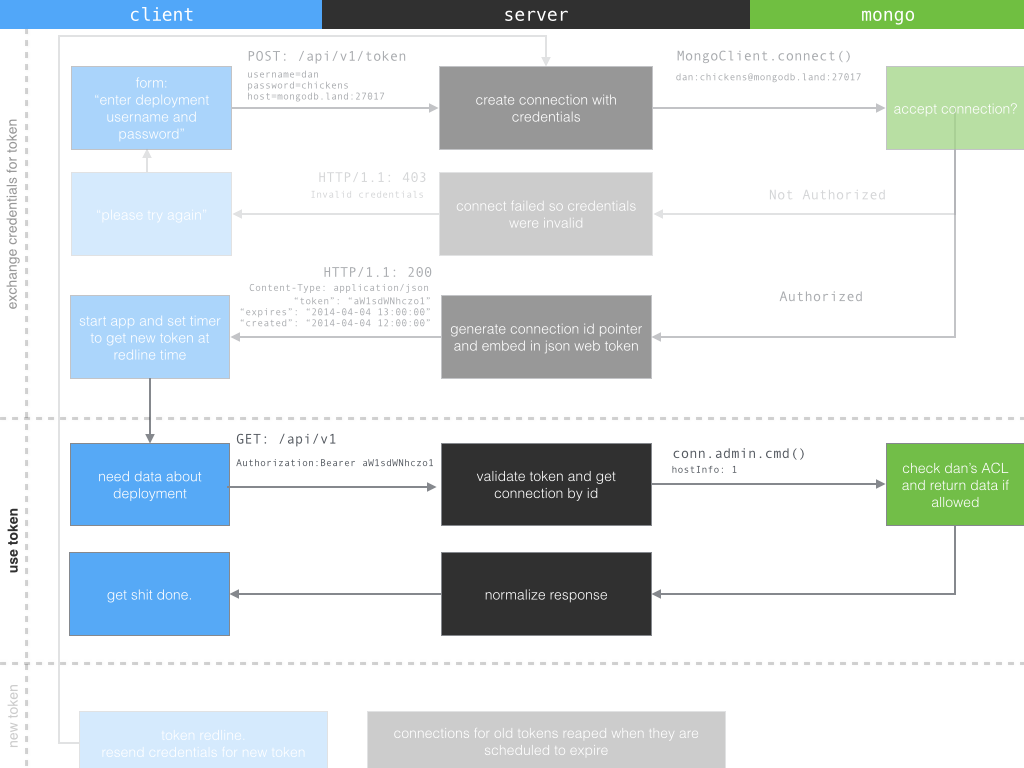 client
server
mongo
exchange credentials for token
POST: /api/v1/token
username=dan
password=chickens
host=mongodb.land:27017
MongoClient.connect()
dan:chickens@mongodb.land:27017
form:
“enter deployment
username and
password”
create connection with
credentials
accept connection?
HTTP/1.1: 403
Invalid credentials
Not Authorized
“please try again”
connect failed so credentials
were invalid
HTTP/1.1: 200
Content-Type: application/json
"token": "aW1sdWNhczo1"
"expires": "2014-04-04 13:00:00"
"created": "2014-04-04 12:00:00"
Authorized
start app and set timer
to get new token at
redline time
generate connection id pointer
and embed in json web token
use token
GET: /api/v1
Authorization:Bearer aW1sdWNhczo1
conn.admin.cmd()
hostInfo: 1
need data about
deployment
validate token and get
connection by id
check dan’s ACL
and return data if
allowed
get shit done.
normalize response
new token
token redline.
resend credentials for new token
connections for old tokens reaped when they are
scheduled to expire